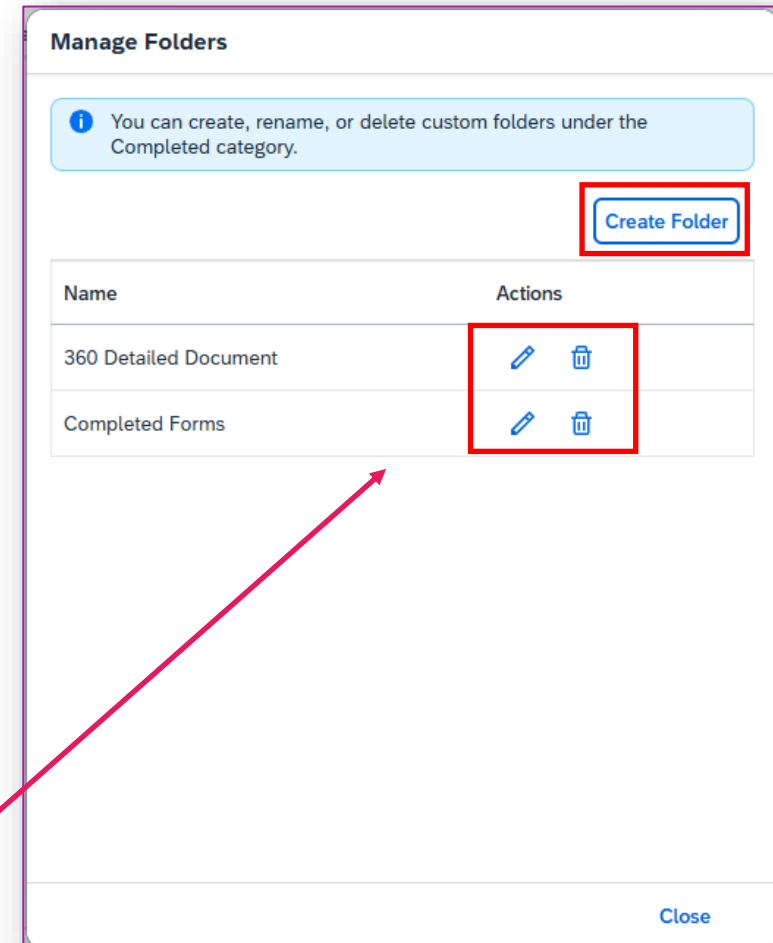 Manage Folders
You can create, rename, or delete custom folders under the
Completed category.
Create Folder
Name Actions
360 Detailed Document
Completed Forms
Close